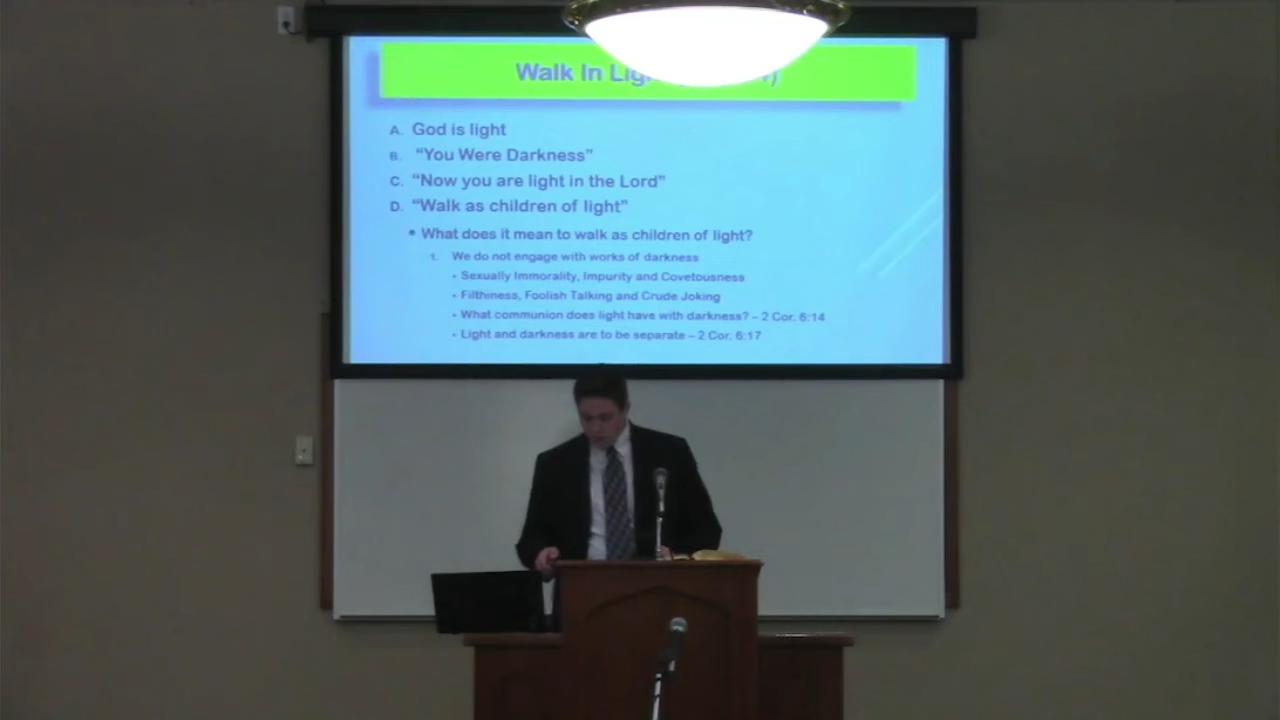 Walk In
A. God is light
B. “You Were Darkness”
C. “Now you are light in the Lord”
D. “Walk as children of light”
• What does it mean to walk as children of light?
1. We do not engage with works of darkness
• Sexually Immorality, Impurity and Covetousness
• Filthiness, Foolish Talking and Crude Joking
• What communion does light have with darkness? – 2 Cor. 6:14
• Light and darkness are to be separate – 2 Cor. 6:17